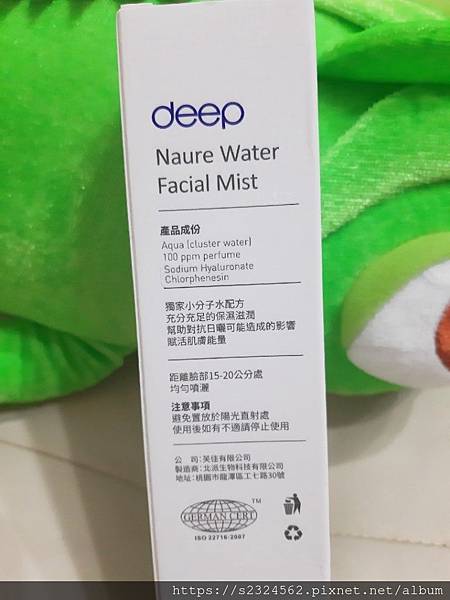 deep
Naure Water
Facial Mist
產品成份
Aqua (cluster water)
100 ppm perfume
Sodium Hyaluronate
Chlorphenesin
獨家小分子水配方
充分充足的保濕滋潤
幫助對抗日曬可能造成的影響
賦活肌膚能量
距離臉部15-20公分處
均勻噴灑
注意事項
避免置放於陽光直射處
使用後如有不適請停止使用
公　司:芙佳有限公司
製造商:北派生物科技有限公司
地址:桃園市龍潭區工七路30號
TM
GERMAN CERT
ISO 22716-2007
https://s2324562.pixnet.net/album